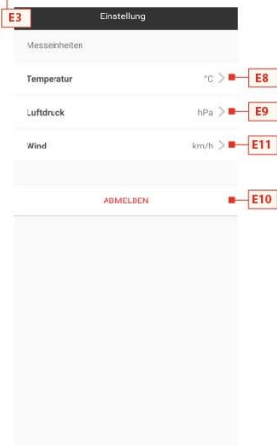 E3
Einstellung
Messeinheiten
Temperatur °C E8
Luftdruck hPa E9
Wind km/h E11
ABMELDEN E10